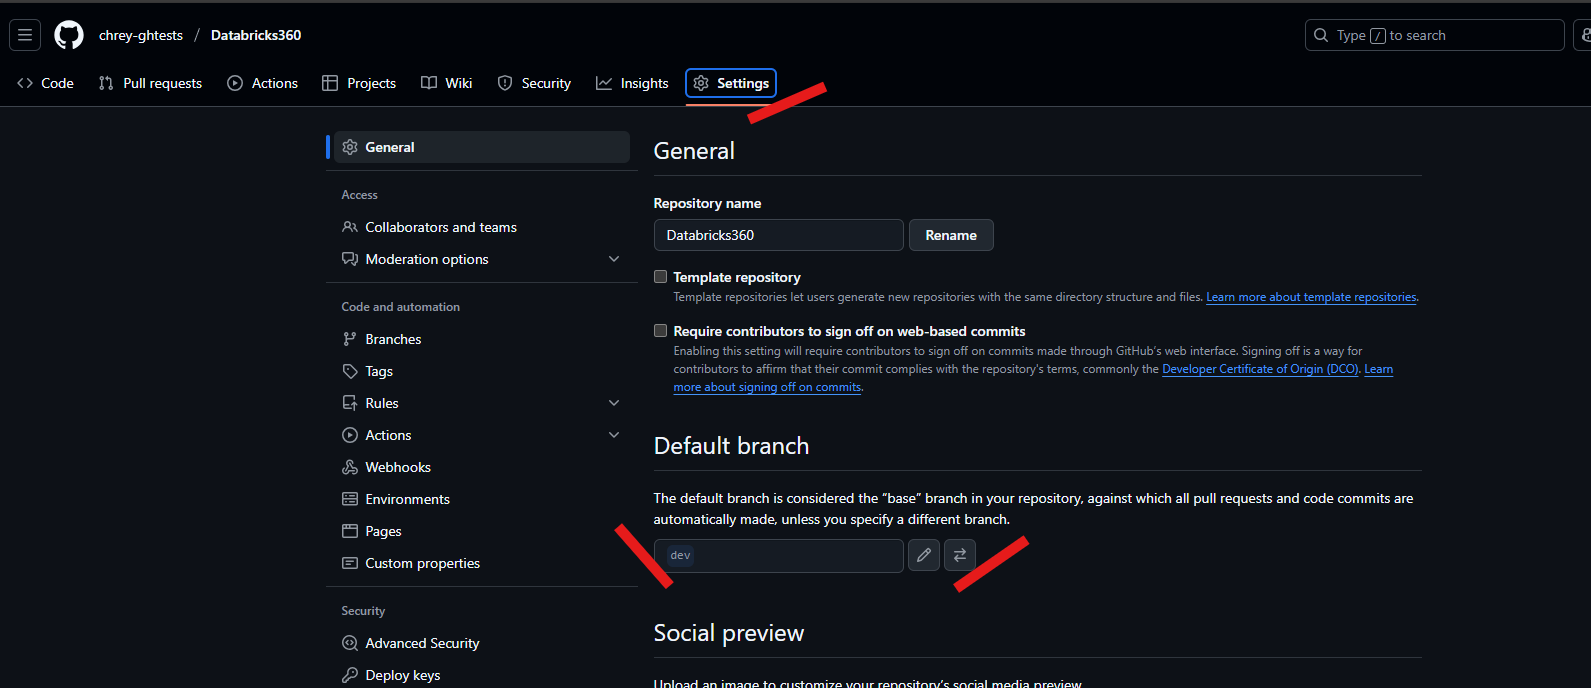 chrey-ghtests / Databricks360
Type / to search
Code Pull requests Actions Projects Wiki Security Insights Settings
General
Access
Collaborators and teams
Moderation options
Code and automation
Branches
Tags
Rules
Actions
Webhooks
Environments
Pages
Custom properties
Security
Advanced Security
Deploy keys
General
Repository name
Databricks360 Rename
Template repository
Template repositories let users generate new repositories with the same directory structure and files. Learn more about template repositories.
Require contributors to sign off on web-based commits
Enabling this setting will require contributors to sign off on commits made through GitHub’s web interface. Signing off is a way for
contributors to affirm that their commit complies with the repository's terms, commonly the Developer Certificate of Origin (DCO). Learn
more about signing off on commits.
Default branch
The default branch is considered the “base” branch in your repository, against which all pull requests and code commits are
automatically made, unless you specify a different branch.
dev
Social preview
Upload an image to customize your repository’s social media preview.